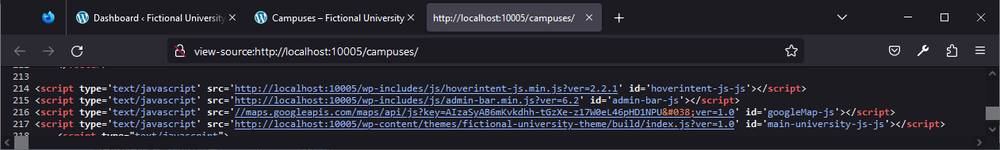 Dashboard ‹ Fictional University
Campuses – Fictional University
http://localhost:10005/campuses/
view-source:http://localhost:10005/campuses/
213
214 <script type='text/javascript' src='http://localhost:10005/wp-includes/js/hoverintent-js.min.js?ver=2.2.1' id='hoverintent-js-js'></script>
215 <script type='text/javascript' src='http://localhost:10005/wp-includes/js/admin-bar.min.js?ver=6.2' id='admin-bar-js'></script>
216 <script type='text/javascript' src='//maps.googleapis.com/maps/api/js?key=AIzaSyAB6mKvkdhh-tGzXe-z17W0eL46pHD1NPU&#038;ver=1.0' id='googleMap-js'></script>
217 <script type='text/javascript' src='http://localhost:10005/wp-content/themes/fictional-university-theme/build/index.js?ver=1.0' id='main-university-js-js'></script>
218 <script type="text/javascript">